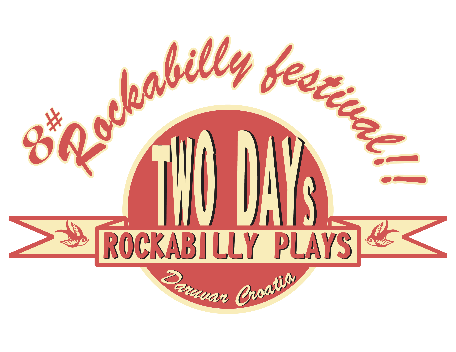 8# Rockabilly festival!!
TWO DAYs
ROCKABILLY PLAYS
Daruvar Croatia